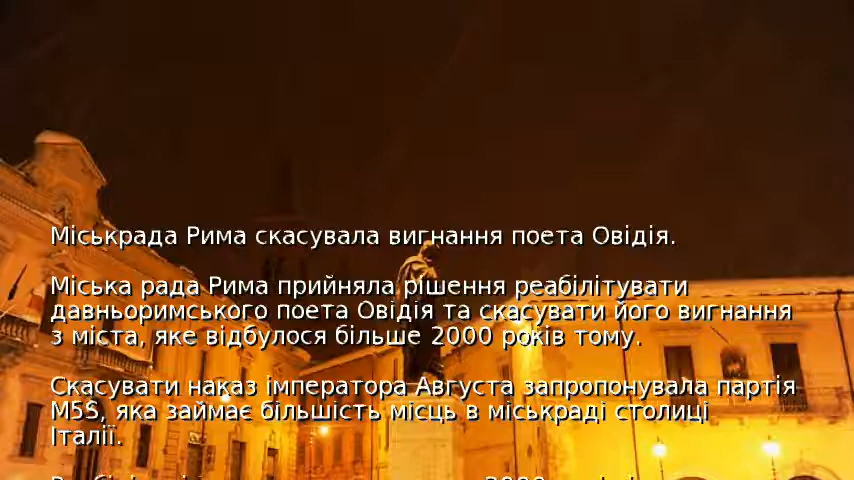 Міськрада Рима скасувала вигнання поета Овідія.
Міська рада Рима прийняла рішення реабілітувати
давньоримського поета Овідія та скасувати його вигнання
з міста, яке відбулося більше 2000 років тому.
Скасувати наказ імператора Августа запропонувала партія
M5S, яка займає більшість місць в міськраді столиці
Італії.